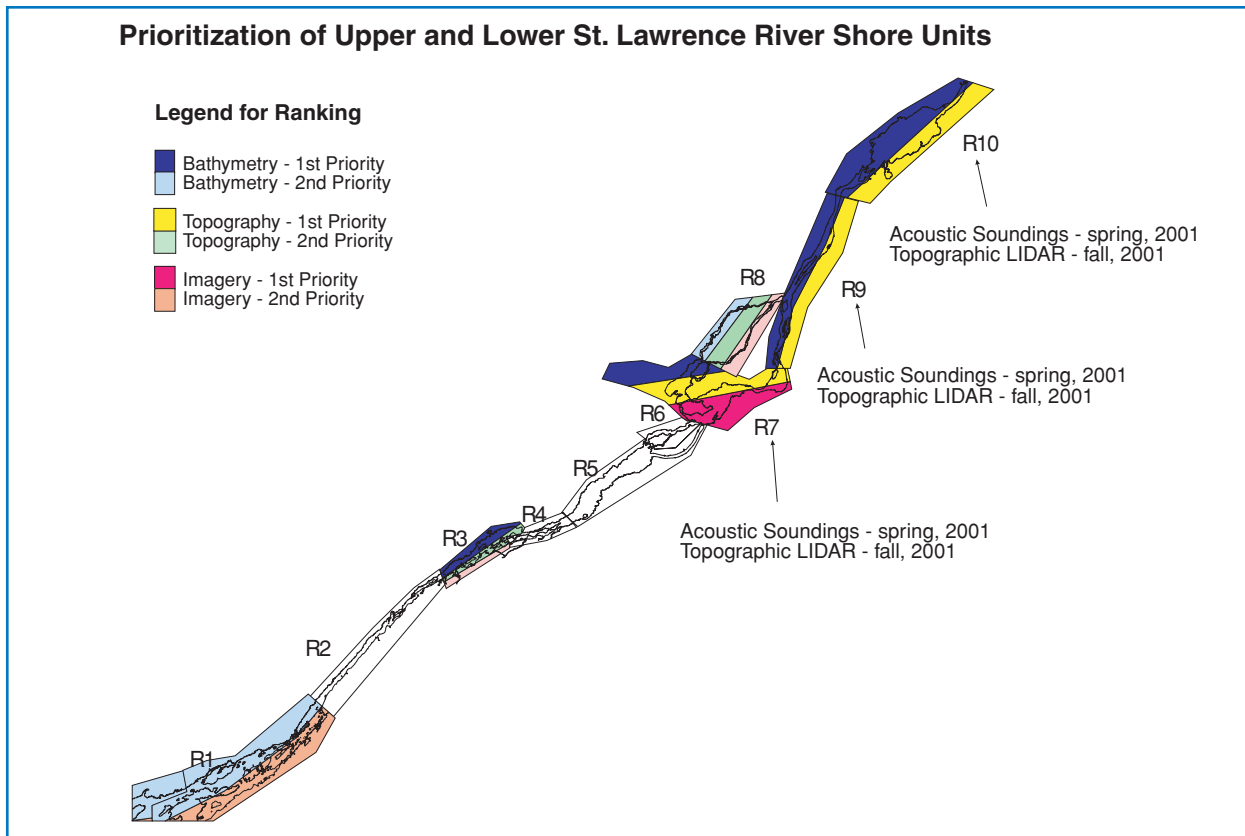 Prioritization of Upper and Lower St. Lawrence River Shore Units
Legend for Ranking
Bathymetry - 1st Priority
Bathymetry - 2nd Priority
Topography - 1st Priority
Topography - 2nd Priority
Imagery - 1st Priority
Imagery - 2nd Priority
R10
Acoustic Soundings - spring, 2001
Topographic LIDAR - fall, 2001
R8
R9
Acoustic Soundings - spring, 2001
Topographic LIDAR - fall, 2001
R6
R7
R5
Acoustic Soundings - spring, 2001
Topographic LIDAR - fall, 2001
R4
R3
R2
R1